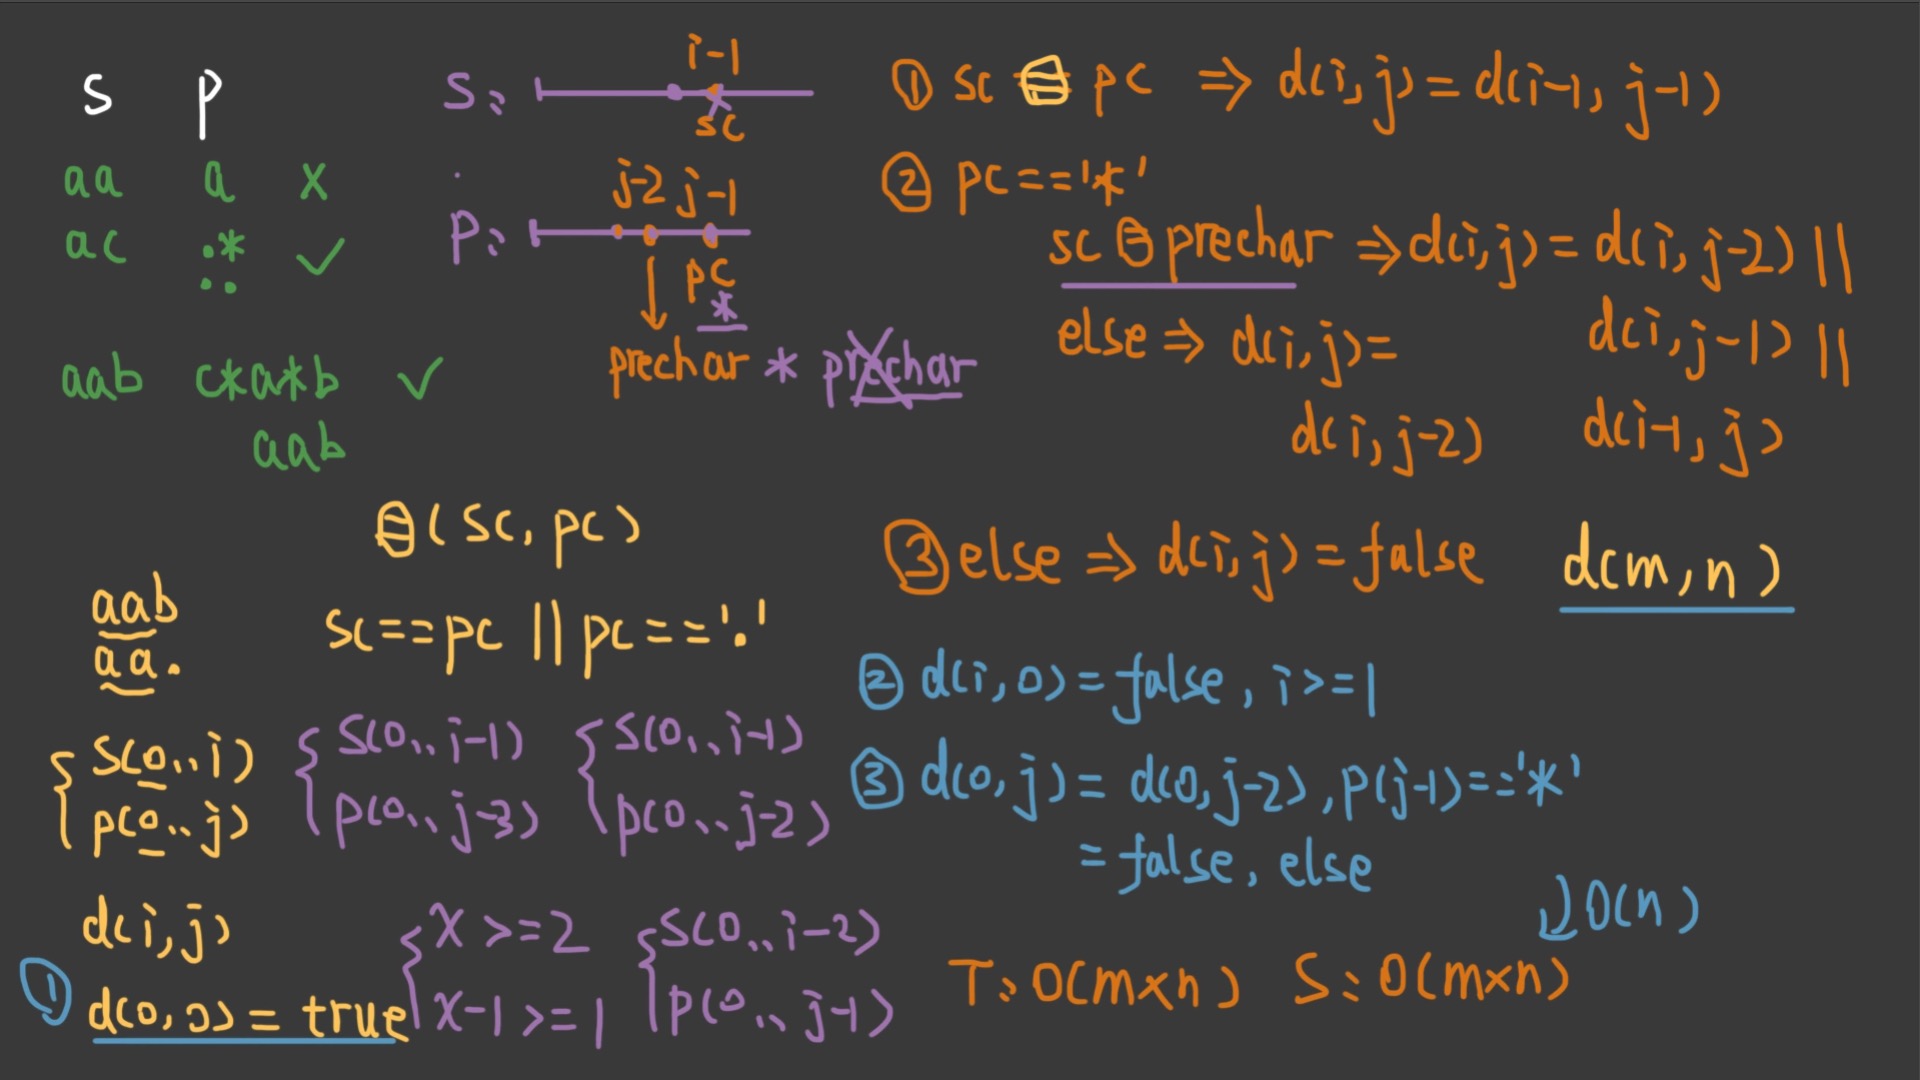 s p
aa a x
ac .* ✓
..
aab c*a*b ✓
aab
s: i-1
sc
j-2 j-1
p:
pc
*
prechar * prechar
① sc ⊜ pc ⇒ d(i,j) = d(i-1, j-1)
② pc=='*'
sc ⊜ prechar ⇒ d(i,j) = d(i,j-2) ||
d(i,j-1) ||
d(i-1,j)
else ⇒ d(i,j)=
d(i,j-2)
③ else ⇒ d(i,j) = false
d(m,n)
⊜(sc,pc)
sc==pc || pc=='.'
aab
aa.
{ s(0..i)
p(0..j)
d(i,j)
① d(0,0) = true
{ s(0..i-1)
p(0..j-3)
{ s(0..i-1)
p(0..j-2)
{ x >=2
x-1 >=1
{ s(0..i-2)
p(0..j-1)
② d(i,0) = false, i>=1
③ d(0,j) = d(0,j-2), p(j-1)=='*'
= false, else
O(n)
T: O(m×n) S: O(m×n)